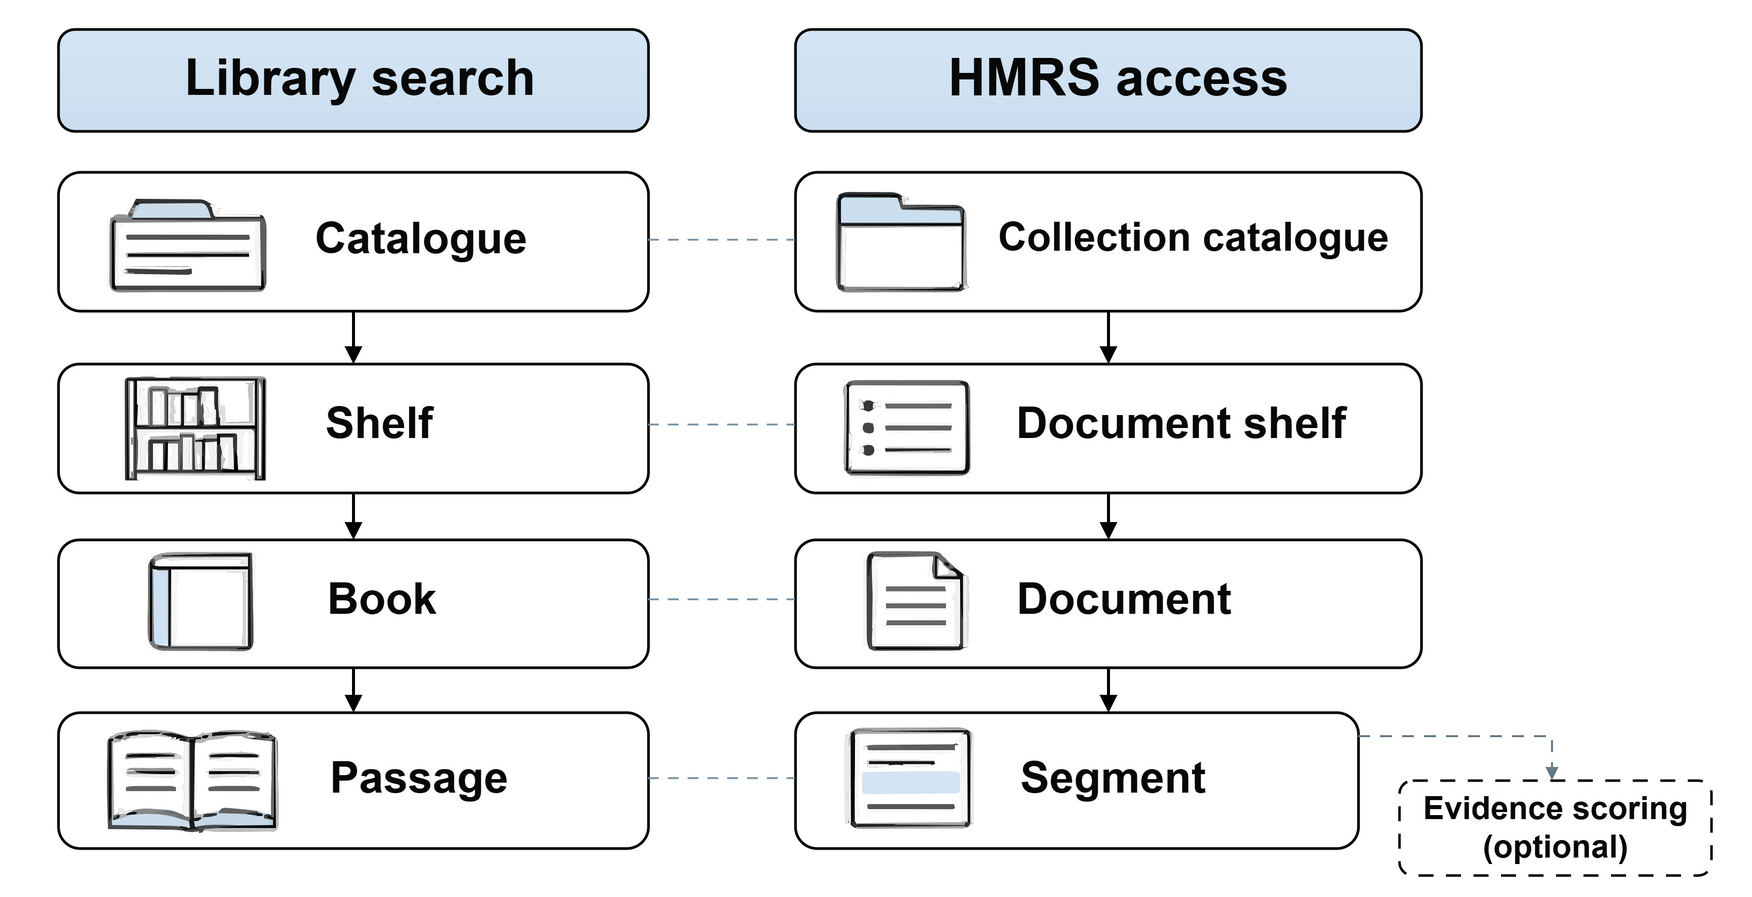 Library search
HMRS access
Catalogue
Collection catalogue
Shelf
Document shelf
Book
Document
Passage
Segment
Evidence scoring
(optional)